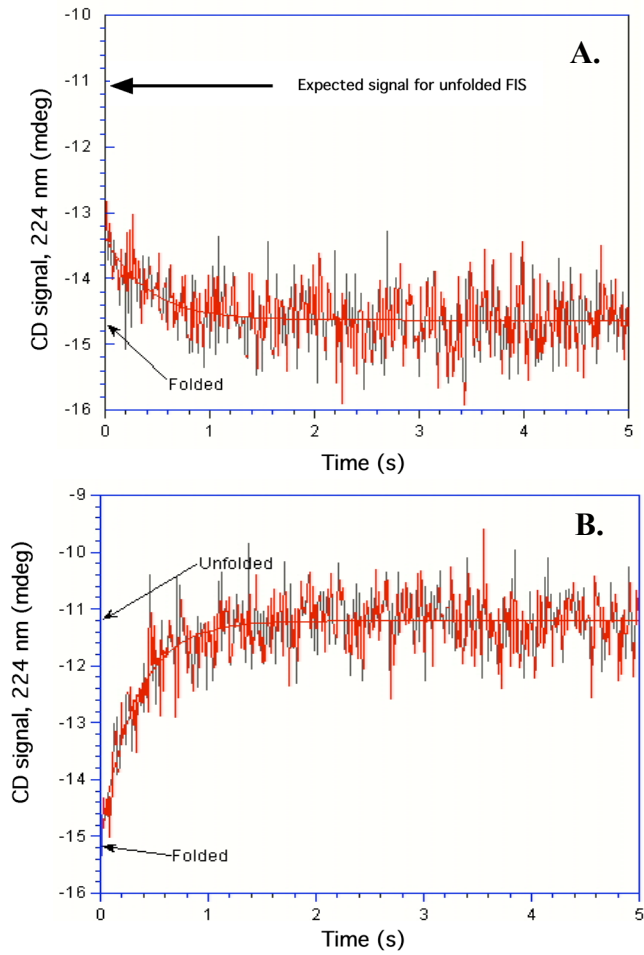 -10
A.
-11
Expected signal for unfolded FIS
-12
-13
-14
-15
Folded
-16
0 1 2 3 4 5
Time (s)
CD signal, 224 nm (mdeg)
-9
B.
-10
Unfolded
-11
-12
-13
-14
-15
Folded
-16
0 1 2 3 4 5
Time (s)
CD signal, 224 nm (mdeg)